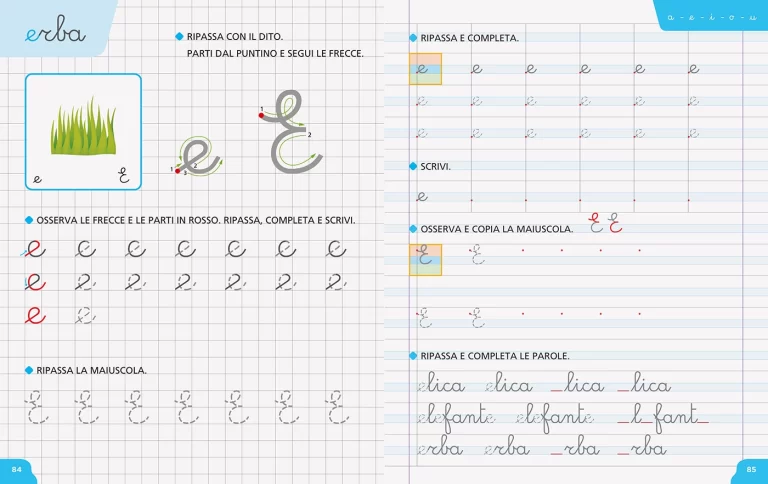 erba
RIPASSA CON IL DITO.
PARTI DAL PUNTINO E SEGUI LE FRECCE.
1
2
1 2
3
e E
OSSERVA LE FRECCE E LE PARTI IN ROSSO. RIPASSA, COMPLETA E SCRIVI.
e e e e e e e
e e e e e e e
e e
RIPASSA LA MAIUSCOLA.
E E E E E E E
84
a - e - i - o - u
RIPASSA E COMPLETA.
e e e e e e
e e e e e e
e e e e e e
SCRIVI.
e . . . . .
OSSERVA E COPIA LA MAIUSCOLA. E E
E E . . . .
E E . . . .
RIPASSA E COMPLETA LE PAROLE.
elica elica _lica _lica
elefante elefante _l_fant_
erba erba _rba _rba
85